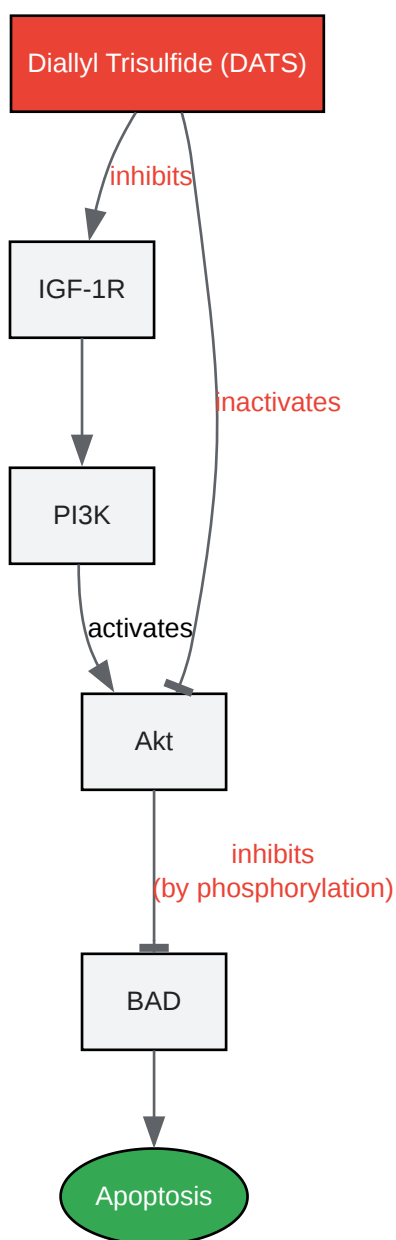 Diallyl Trisulfide (DATS)
inhibits
IGF-1R
inactivates
PI3K
activates
Akt
inhibits
(by phosphorylation)
BAD
Apoptosis